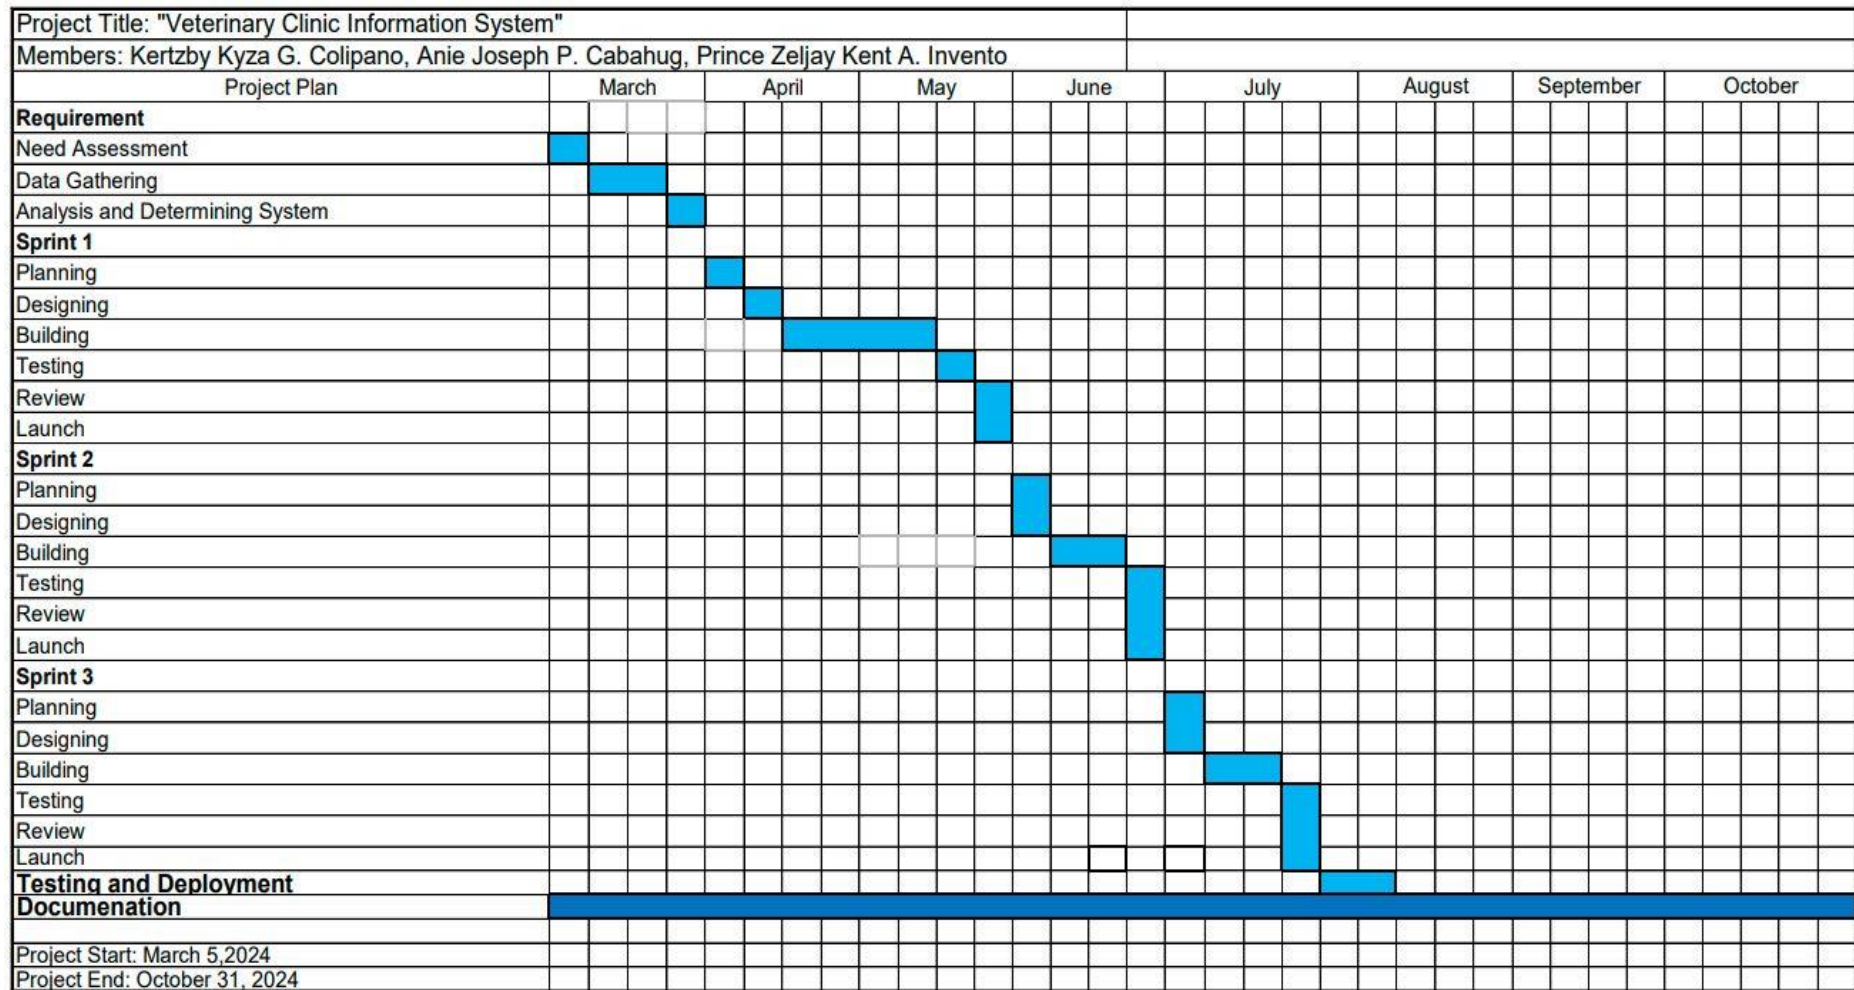 Project Title: "Veterinary Clinic Information System"
Members: Kertzby Kyza G. Colipano, Anie Joseph P. Cabahug, Prince Zeljay Kent A. Invento
Project Plan March April May June July August September October
Requirement
Need Assessment
Data Gathering
Analysis and Determining System
Sprint 1
Planning
Designing
Building
Testing
Review
Launch
Sprint 2
Planning
Designing
Building
Testing
Review
Launch
Sprint 3
Planning
Designing
Building
Testing
Review
Launch
Testing and Deployment
Documenation
Project Start: March 5,2024
Project End: October 31, 2024